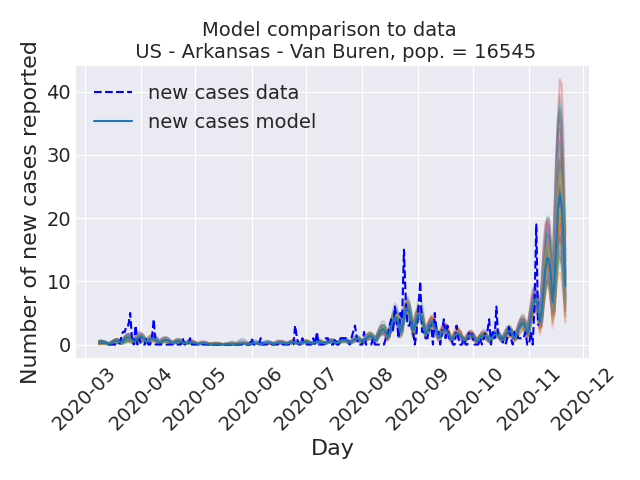 Model comparison to data
US - Arkansas - Van Buren, pop. = 16545
Number of new cases reported
40
30
20
10
0
new cases data
new cases model
2020-03
2020-04
2020-05
2020-06
2020-07
2020-08
2020-09
2020-10
2020-11
2020-12
Day